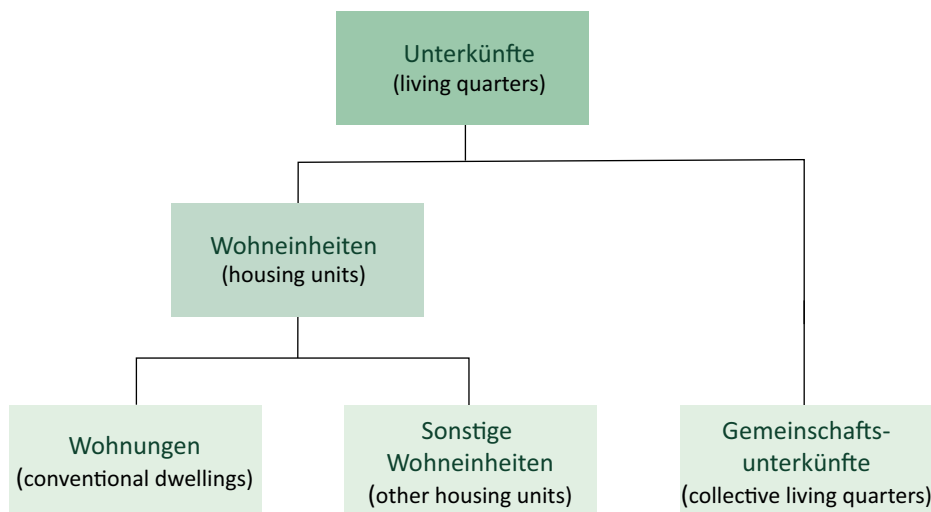 Unterkünfte
(living quarters)
Wohneinheiten
(housing units)
Wohnungen
(conventional dwellings)
Sonstige
Wohneinheiten
(other housing units)
Gemeinschafts-
unterkünfte
(collective living quarters)